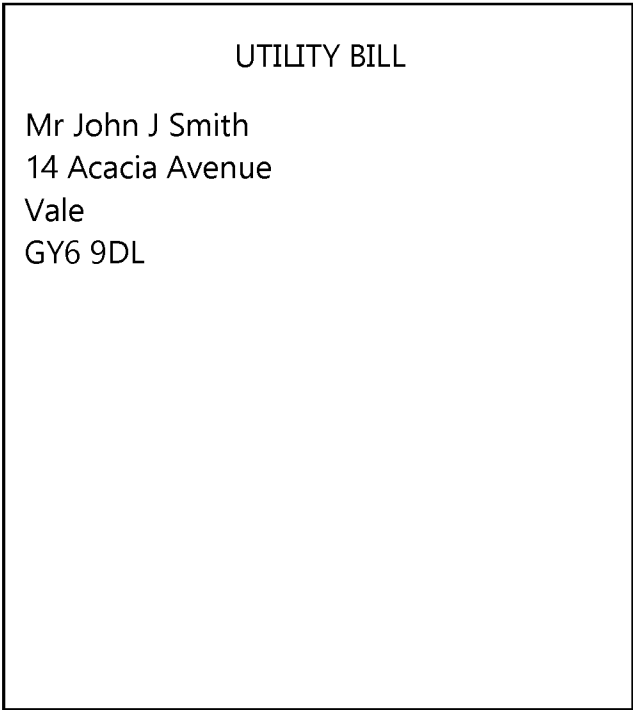 UTILITY BILL
Mr John J Smith
14 Acacia Avenue
Vale
GY6 9DL